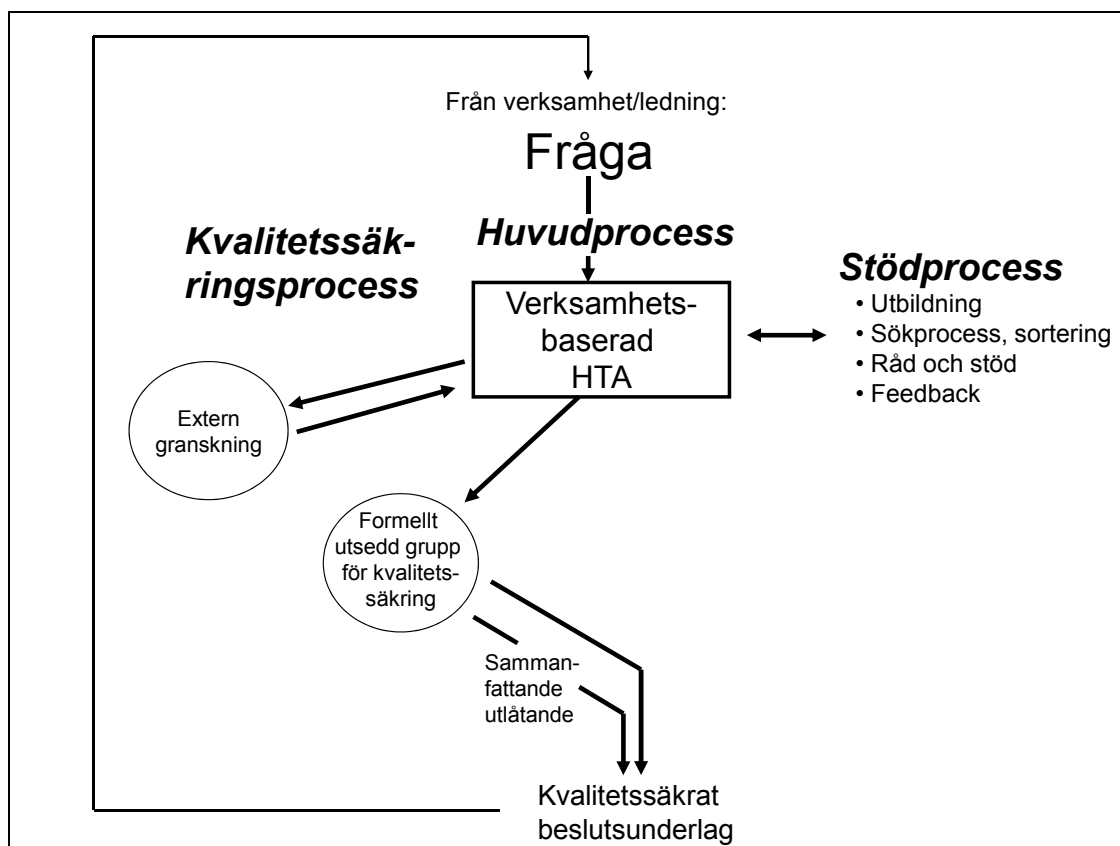 Från verksamhet/ledning:
Fråga
Huvudprocess
Kvalitetssäk-
ringsprocess
Verksamhets-
baserad
HTA
Stödprocess
• Utbildning
• Sökprocess, sortering
• Råd och stöd
• Feedback
Extern
granskning
Formellt
utsedd grupp
för kvalitets-
säkring
Samman-
fattande
utlåtande
Kvalitetssäkrat
beslutsunderlag